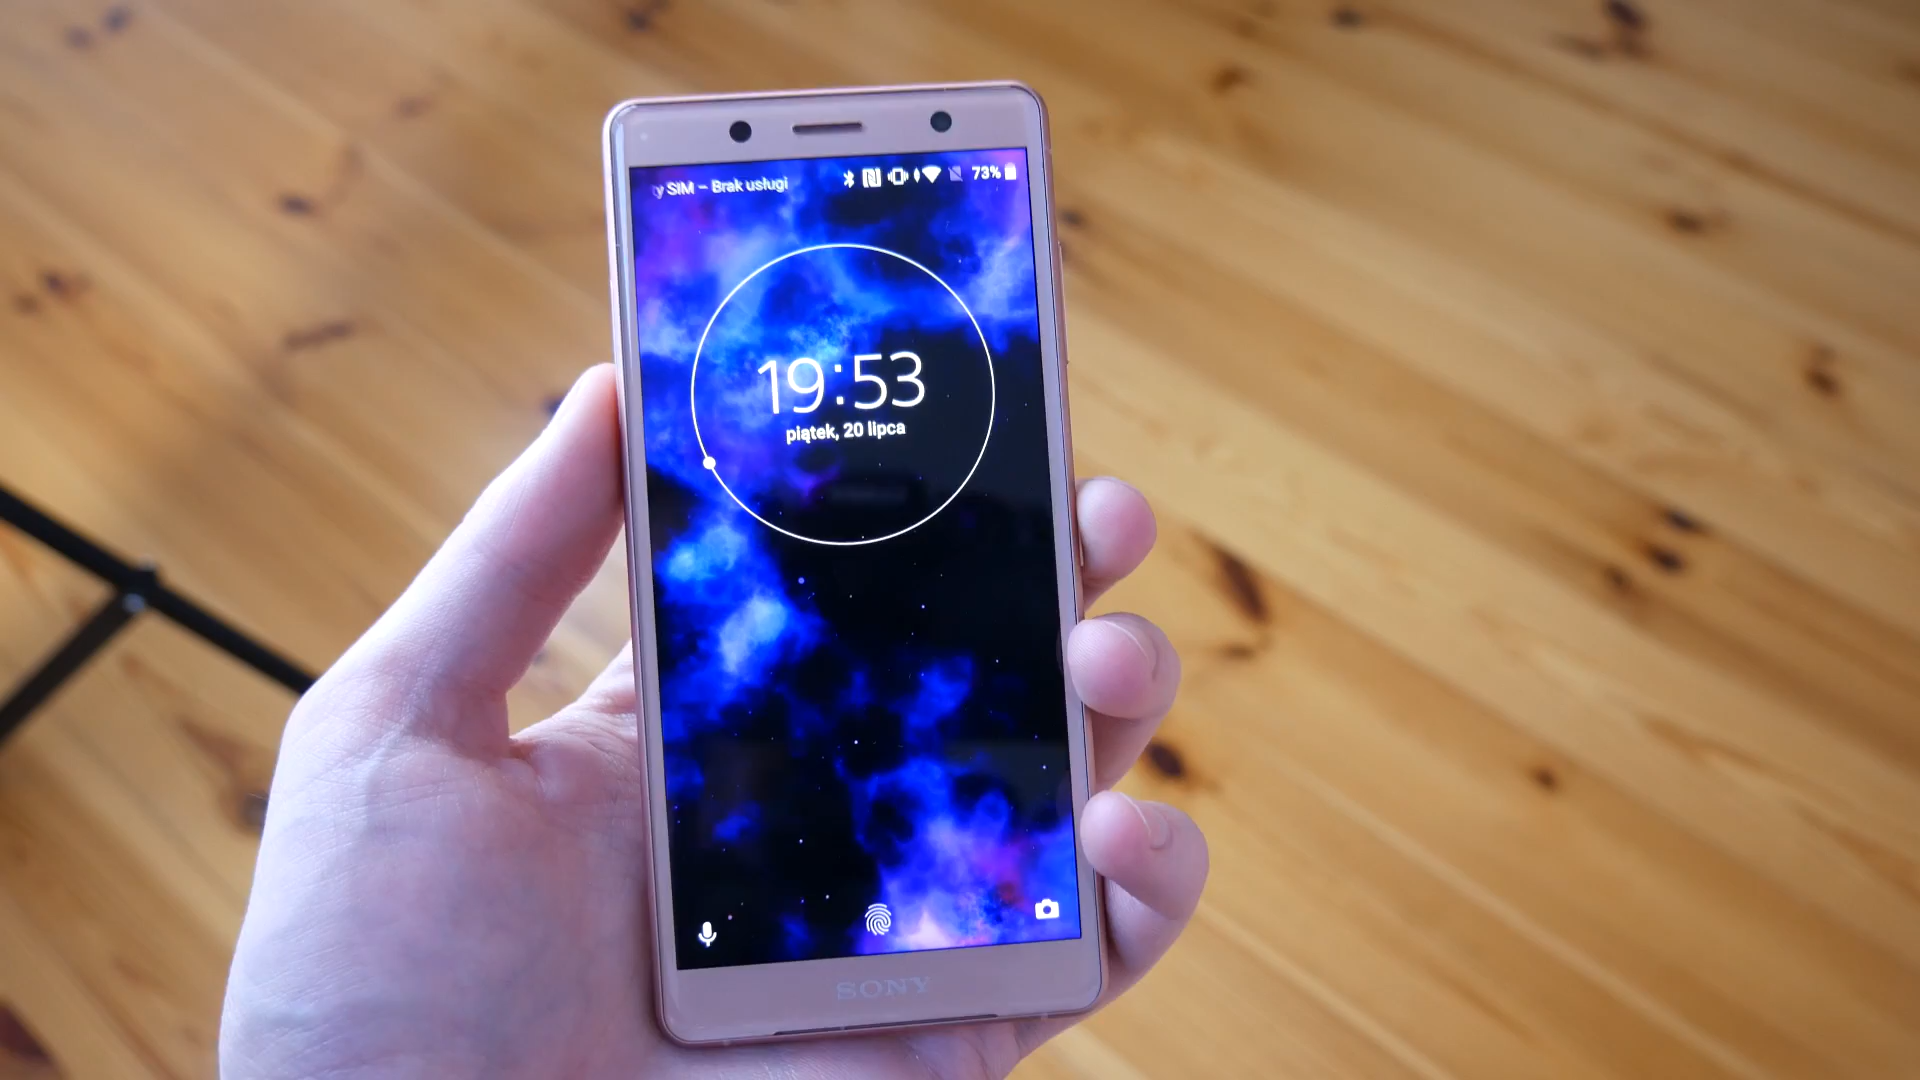 SIM – Brak usługi
73%
19:53
piątek, 20 lipca
SONY